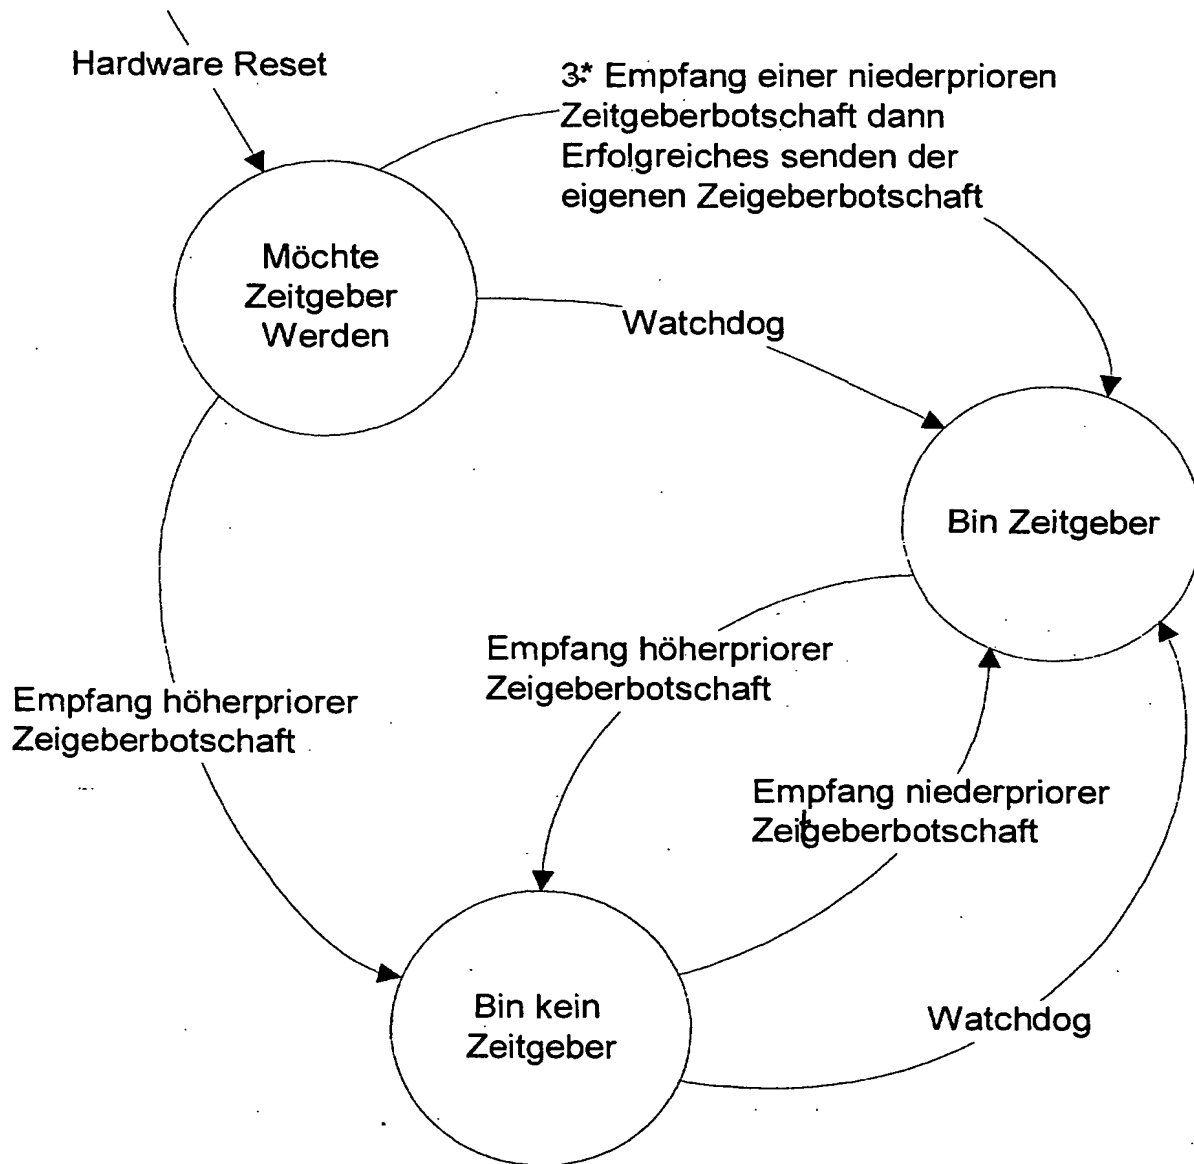 Hardware Reset
3.* Empfang einer niederprioren
Zeitgeberbotschaft dann
Erfolgreiches senden der
eigenen Zeigeberbotschaft
Möchte
Zeitgeber
Werden
Watchdog
Bin Zeitgeber
Empfang höherpriorer
Zeigeberbotschaft
Empfang höherpriorer
Zeigeberbotschaft
Empfang niederpriorer
Zeitgeberbotschaft
Bin kein
Zeitgeber
Watchdog